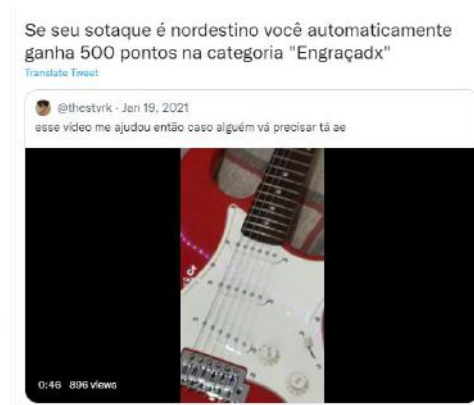 Se seu sotaque é nordestino você automaticamente
ganha 500 pontos na categoria "Engraçadx"
Translate Tweet
@thestvrk · Jan 19, 2021
esse vídeo me ajudou então caso alguém vá precisar tá ae
0:46 896 views